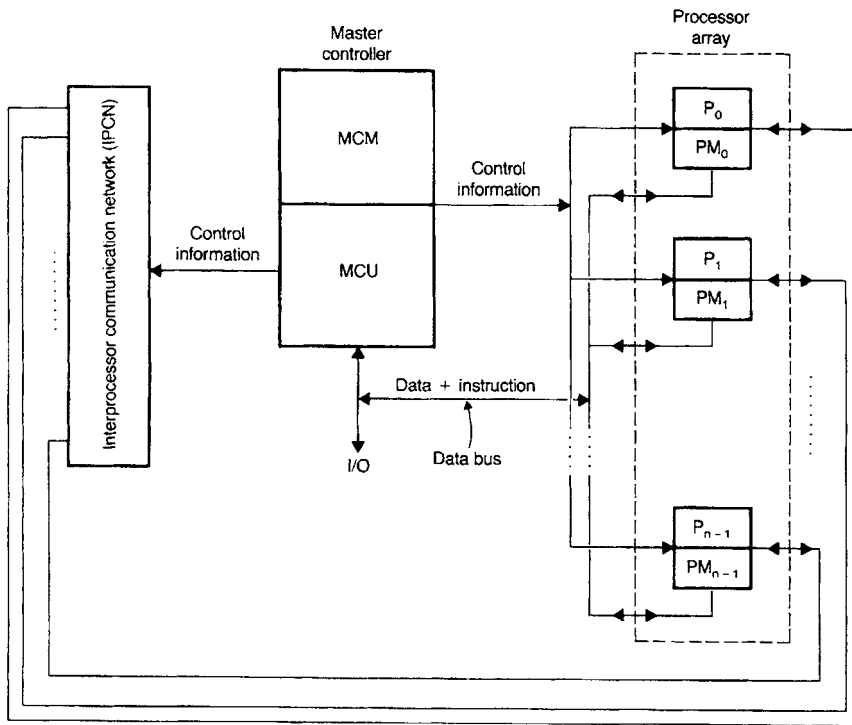 Processor
array
Master
controller
Interprocessor communication network (IPCN)
MCM
MCU
Control
information
Control
information
P0
PM0
P1
PM1
Data + instruction
Data bus
I/O
Pn – 1
PMn – 1